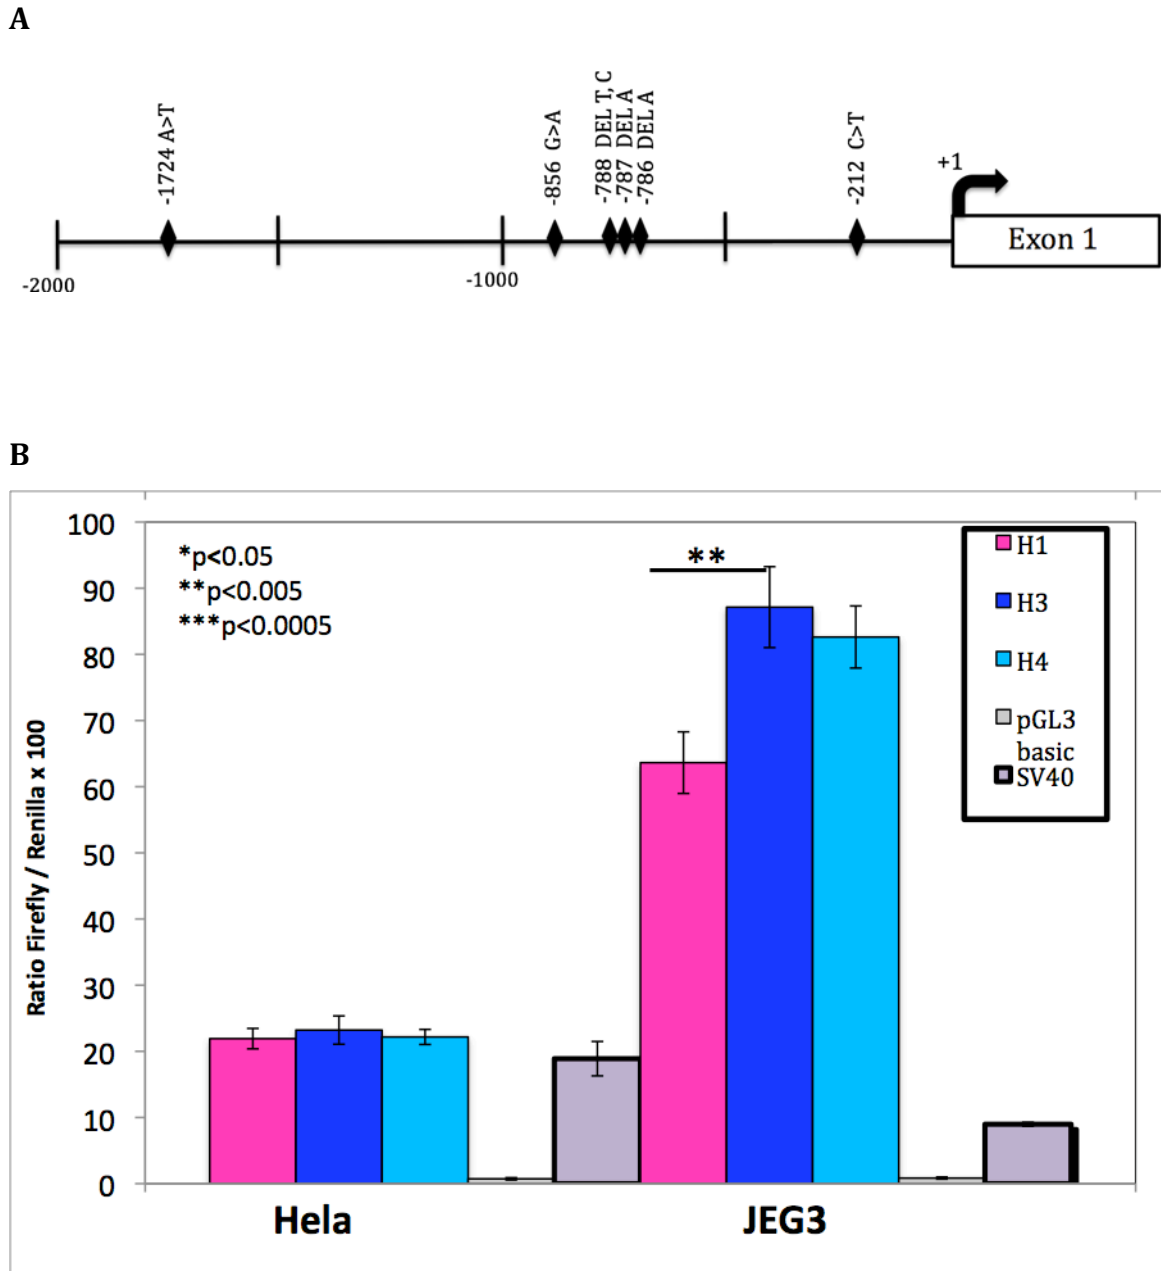 A
-1724 A>T
-856 G>A
-788 DEL T, C
-787 DEL A
-786 DEL A
-212 C>T
+1
Exon 1
-2000
-1000
B
100
90
80
70
60
50
40
30
20
10
0
Ratio Firefly / Renilla x 100
*p<0.05
**p<0.005
***p<0.0005
**
H1
H3
H4
pGL3
basic
SV40
Hela
JEG3